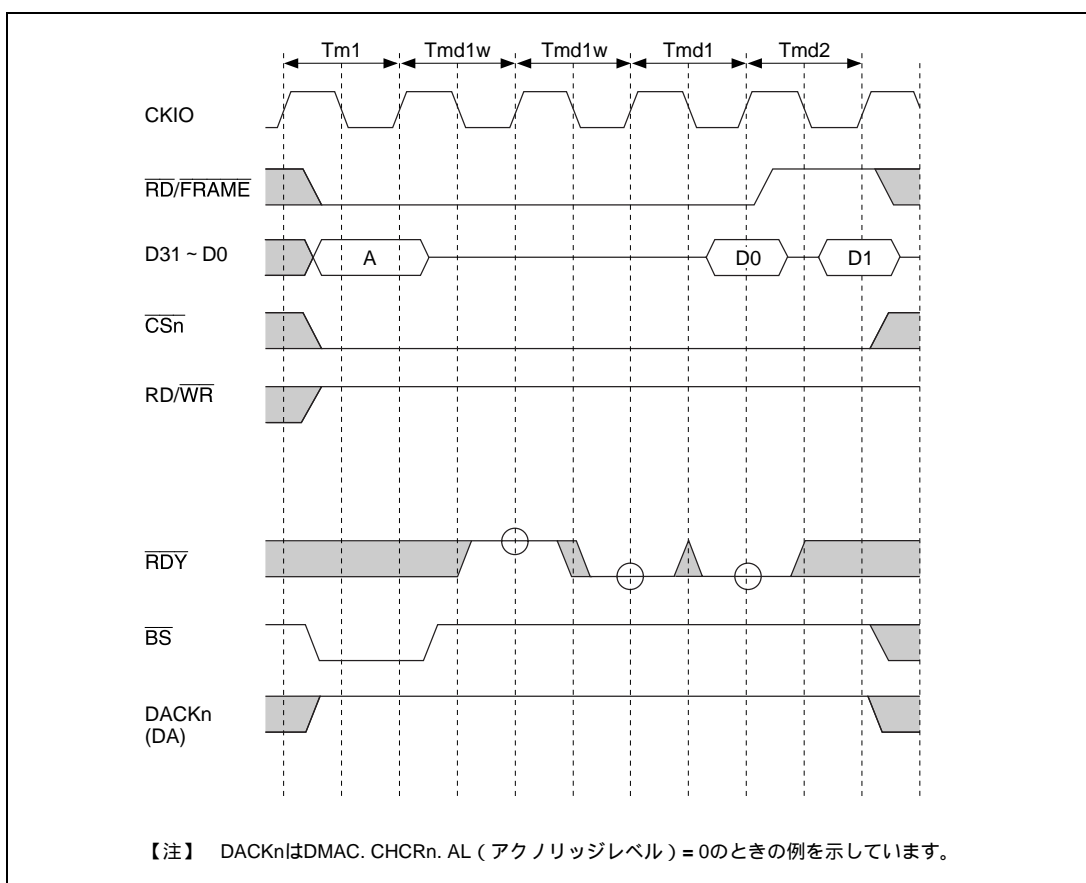 Tm1 Tmd1w Tmd1w Tmd1 Tmd2
CKIO
RD/FRAME
D31 ~ D0 A D0 D1
CSn
RD/WR
RDY
BS
DACKn
(DA)
【注】 DACKnはDMAC. CHCRn. AL（アクノリッジレベル）= 0のときの例を示しています。